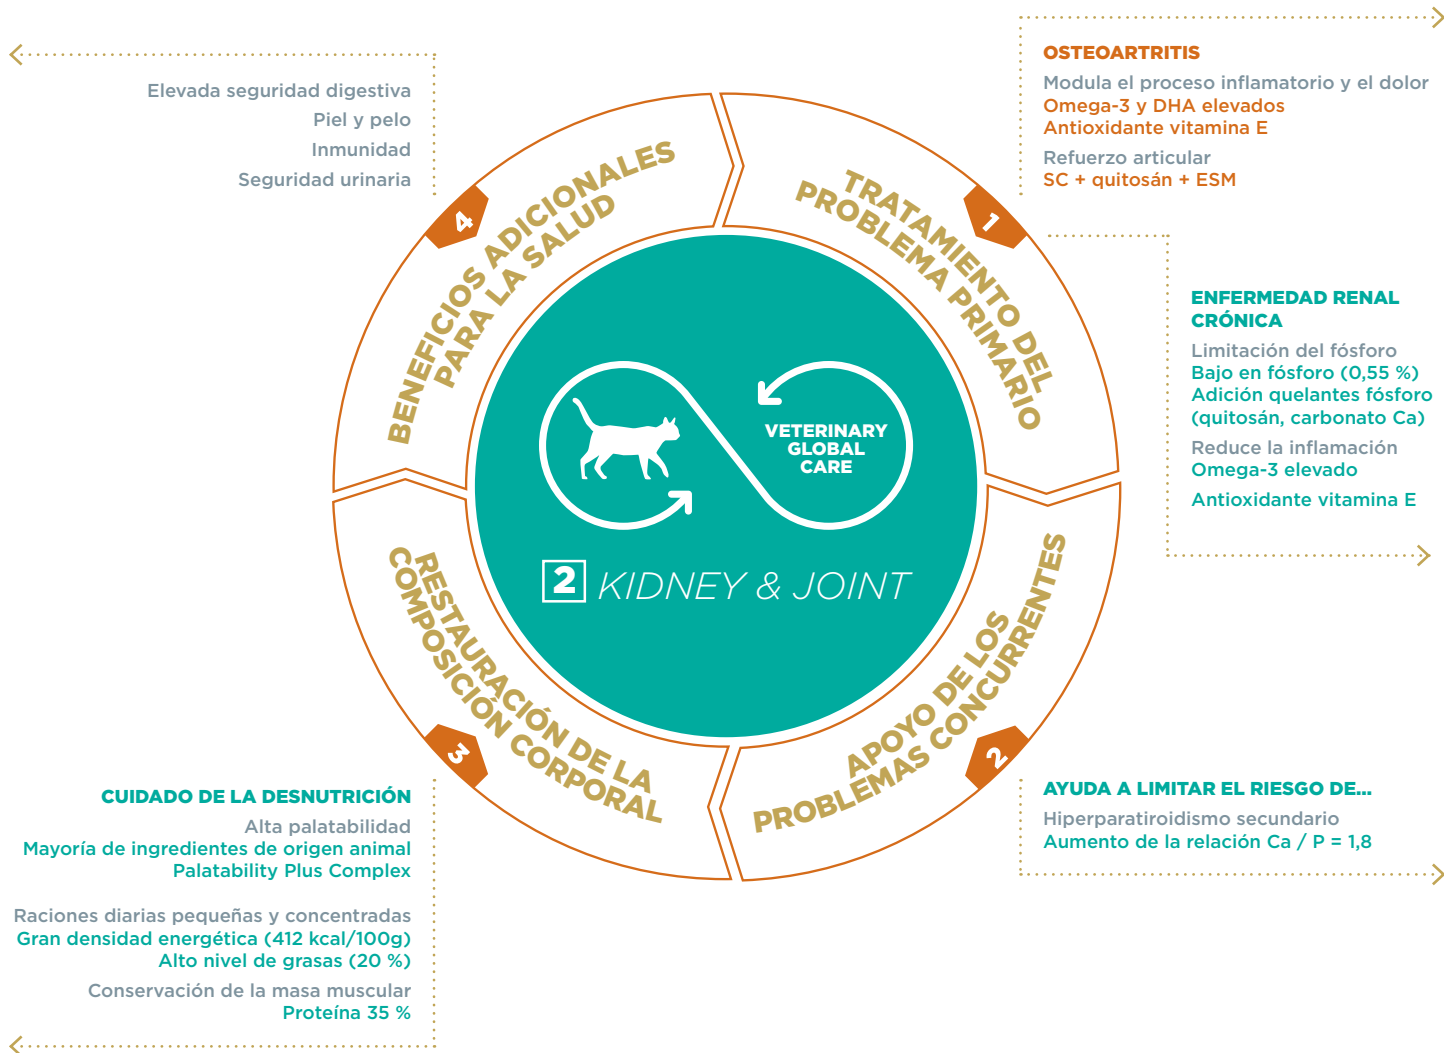 OSTEOARTRITIS
Modula el proceso inflamatorio y el dolor
Omega-3 y DHA elevados
Antioxidante vitamina E
Refuerzo articular
SC + quitosán + ESM
1
TRATAMIENTO DEL
PROBLEMA PRIMARIO
ENFERMEDAD RENAL
CRÓNICA
Limitación del fósforo
Bajo en fósforo (0,55 %)
Adición quelantes fósforo
(quitosán, carbonato Ca)
Reduce la inflamación
Omega-3 elevado
Antioxidante vitamina E
2
APOYO DE LOS
PROBLEMAS CONCURRENTES
AYUDA A LIMITAR EL RIESGO DE...
Hiperparatiroidismo secundario
Aumento de la relación Ca / P = 1,8
3
RESTAURACIÓN DE LA
COMPOSICIÓN CORPORAL
CUIDADO DE LA DESNUTRICIÓN
Alta palatabilidad
Mayoría de ingredientes de origen animal
Palatability Plus Complex
Raciones diarias pequeñas y concentradas
Gran densidad energética (412 kcal/100g)
Alto nivel de grasas (20 %)
Conservación de la masa muscular
Proteína 35 %
4
BENEFICIOS ADICIONALES
PARA LA SALUD
Elevada seguridad digestiva
Piel y pelo
Inmunidad
Seguridad urinaria
VETERINARY
GLOBAL
CARE
2 KIDNEY & JOINT